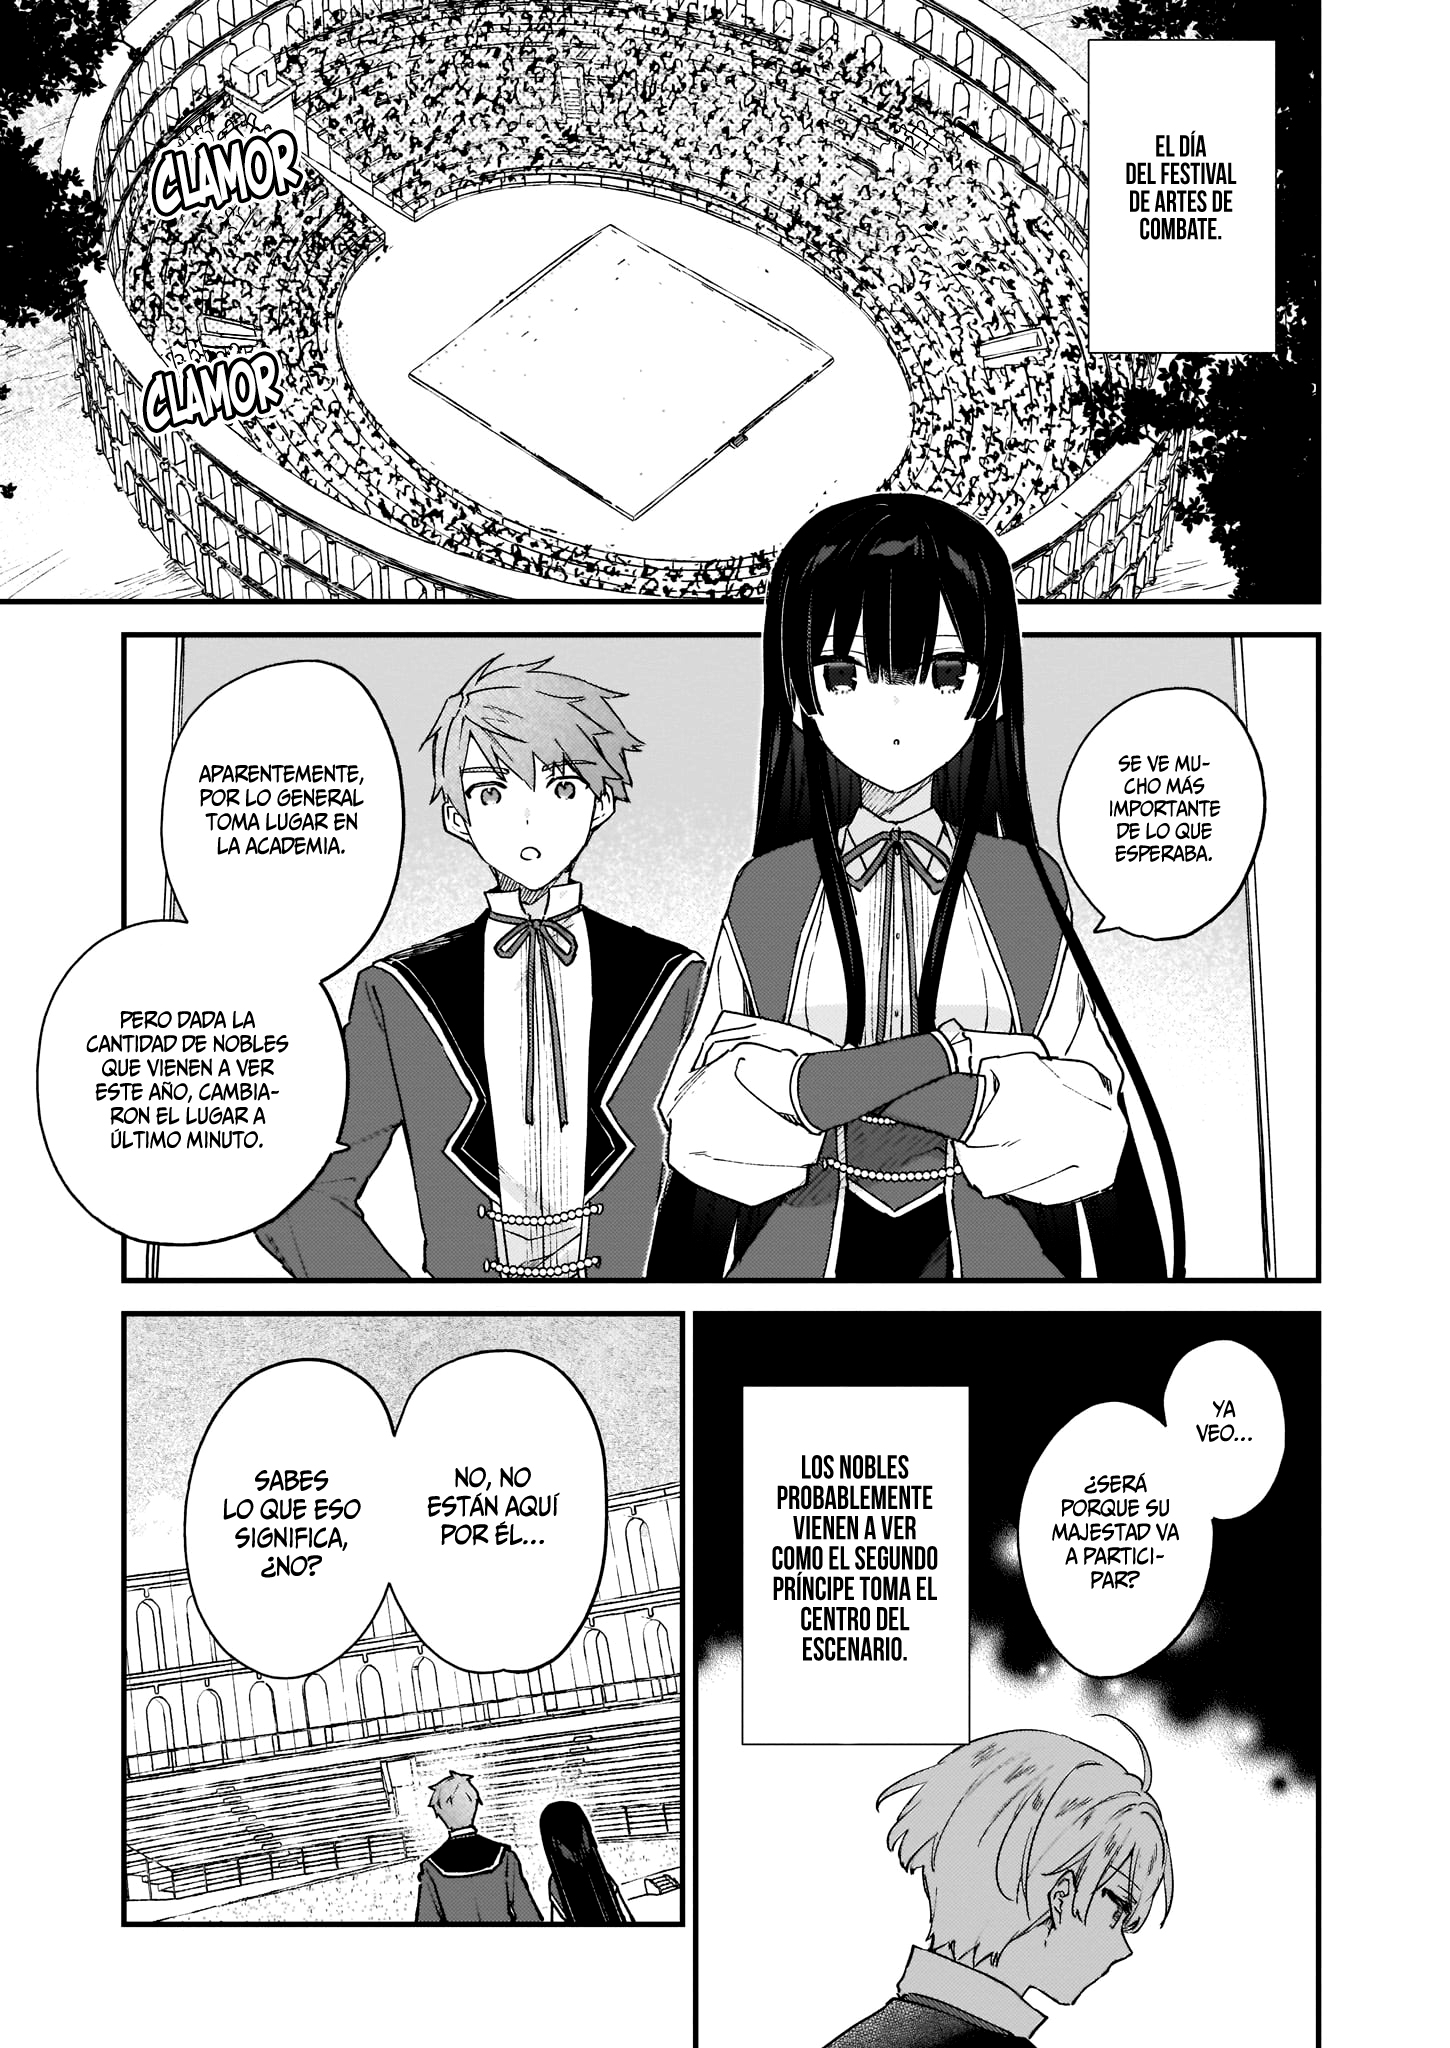 EL DÍA
DEL FESTIVAL
DE ARTES DE
COMBATE.
CLAMOR
CLAMOR
SE VE MU-
CHO MÁS
IMPORTANTE
DE LO QUE
ESPERABA.
APARENTEMENTE,
POR LO GENERAL
TOMA LUGAR EN
LA ACADEMIA.
PERO DADA LA
CANTIDAD DE NOBLES
QUE VIENEN A VER
ESTE AÑO, CAMBIA-
RON EL LUGAR A
ÚLTIMO MINUTO.
YA
VEO...
¿SERÁ
PORQUE SU
MAJESTAD VA
A PARTICI-
PAR?
LOS NOBLES
PROBABLEMENTE
VIENEN A VER
COMO EL SEGUNDO
PRÍNCIPE TOMA EL
CENTRO DEL
ESCENARIO.
NO, NO
ESTÁN AQUÍ
POR ÉL...
SABES
LO QUE ESO
SIGNIFICA,
¿NO?